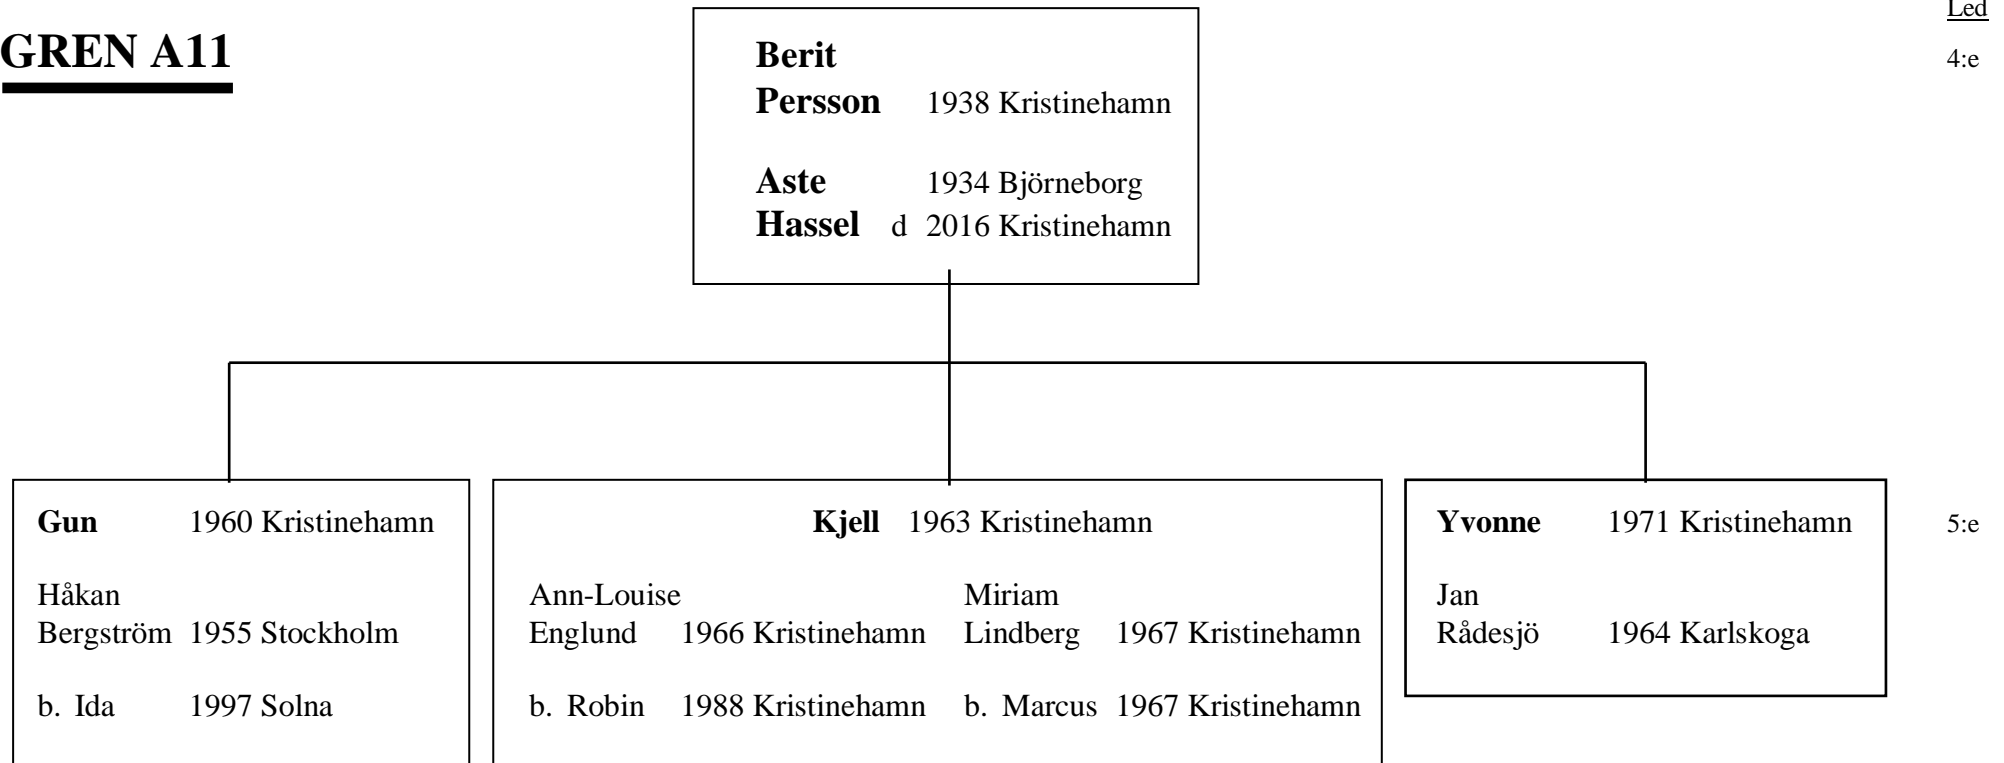 Led
GREN A11
4:e
Berit
Persson 1938 Kristinehamn
Aste 1934 Björneborg
Hassel d 2016 Kristinehamn
Gun 1960 Kristinehamn
Håkan
Bergström 1955 Stockholm
b. Ida 1997 Solna
Kjell 1963 Kristinehamn
Ann-Louise
Englund 1966 Kristinehamn
b. Robin 1988 Kristinehamn
Miriam
Lindberg 1967 Kristinehamn
b. Marcus 1967 Kristinehamn
Yvonne 1971 Kristinehamn
Jan
Rådesjö 1964 Karlskoga
5:e